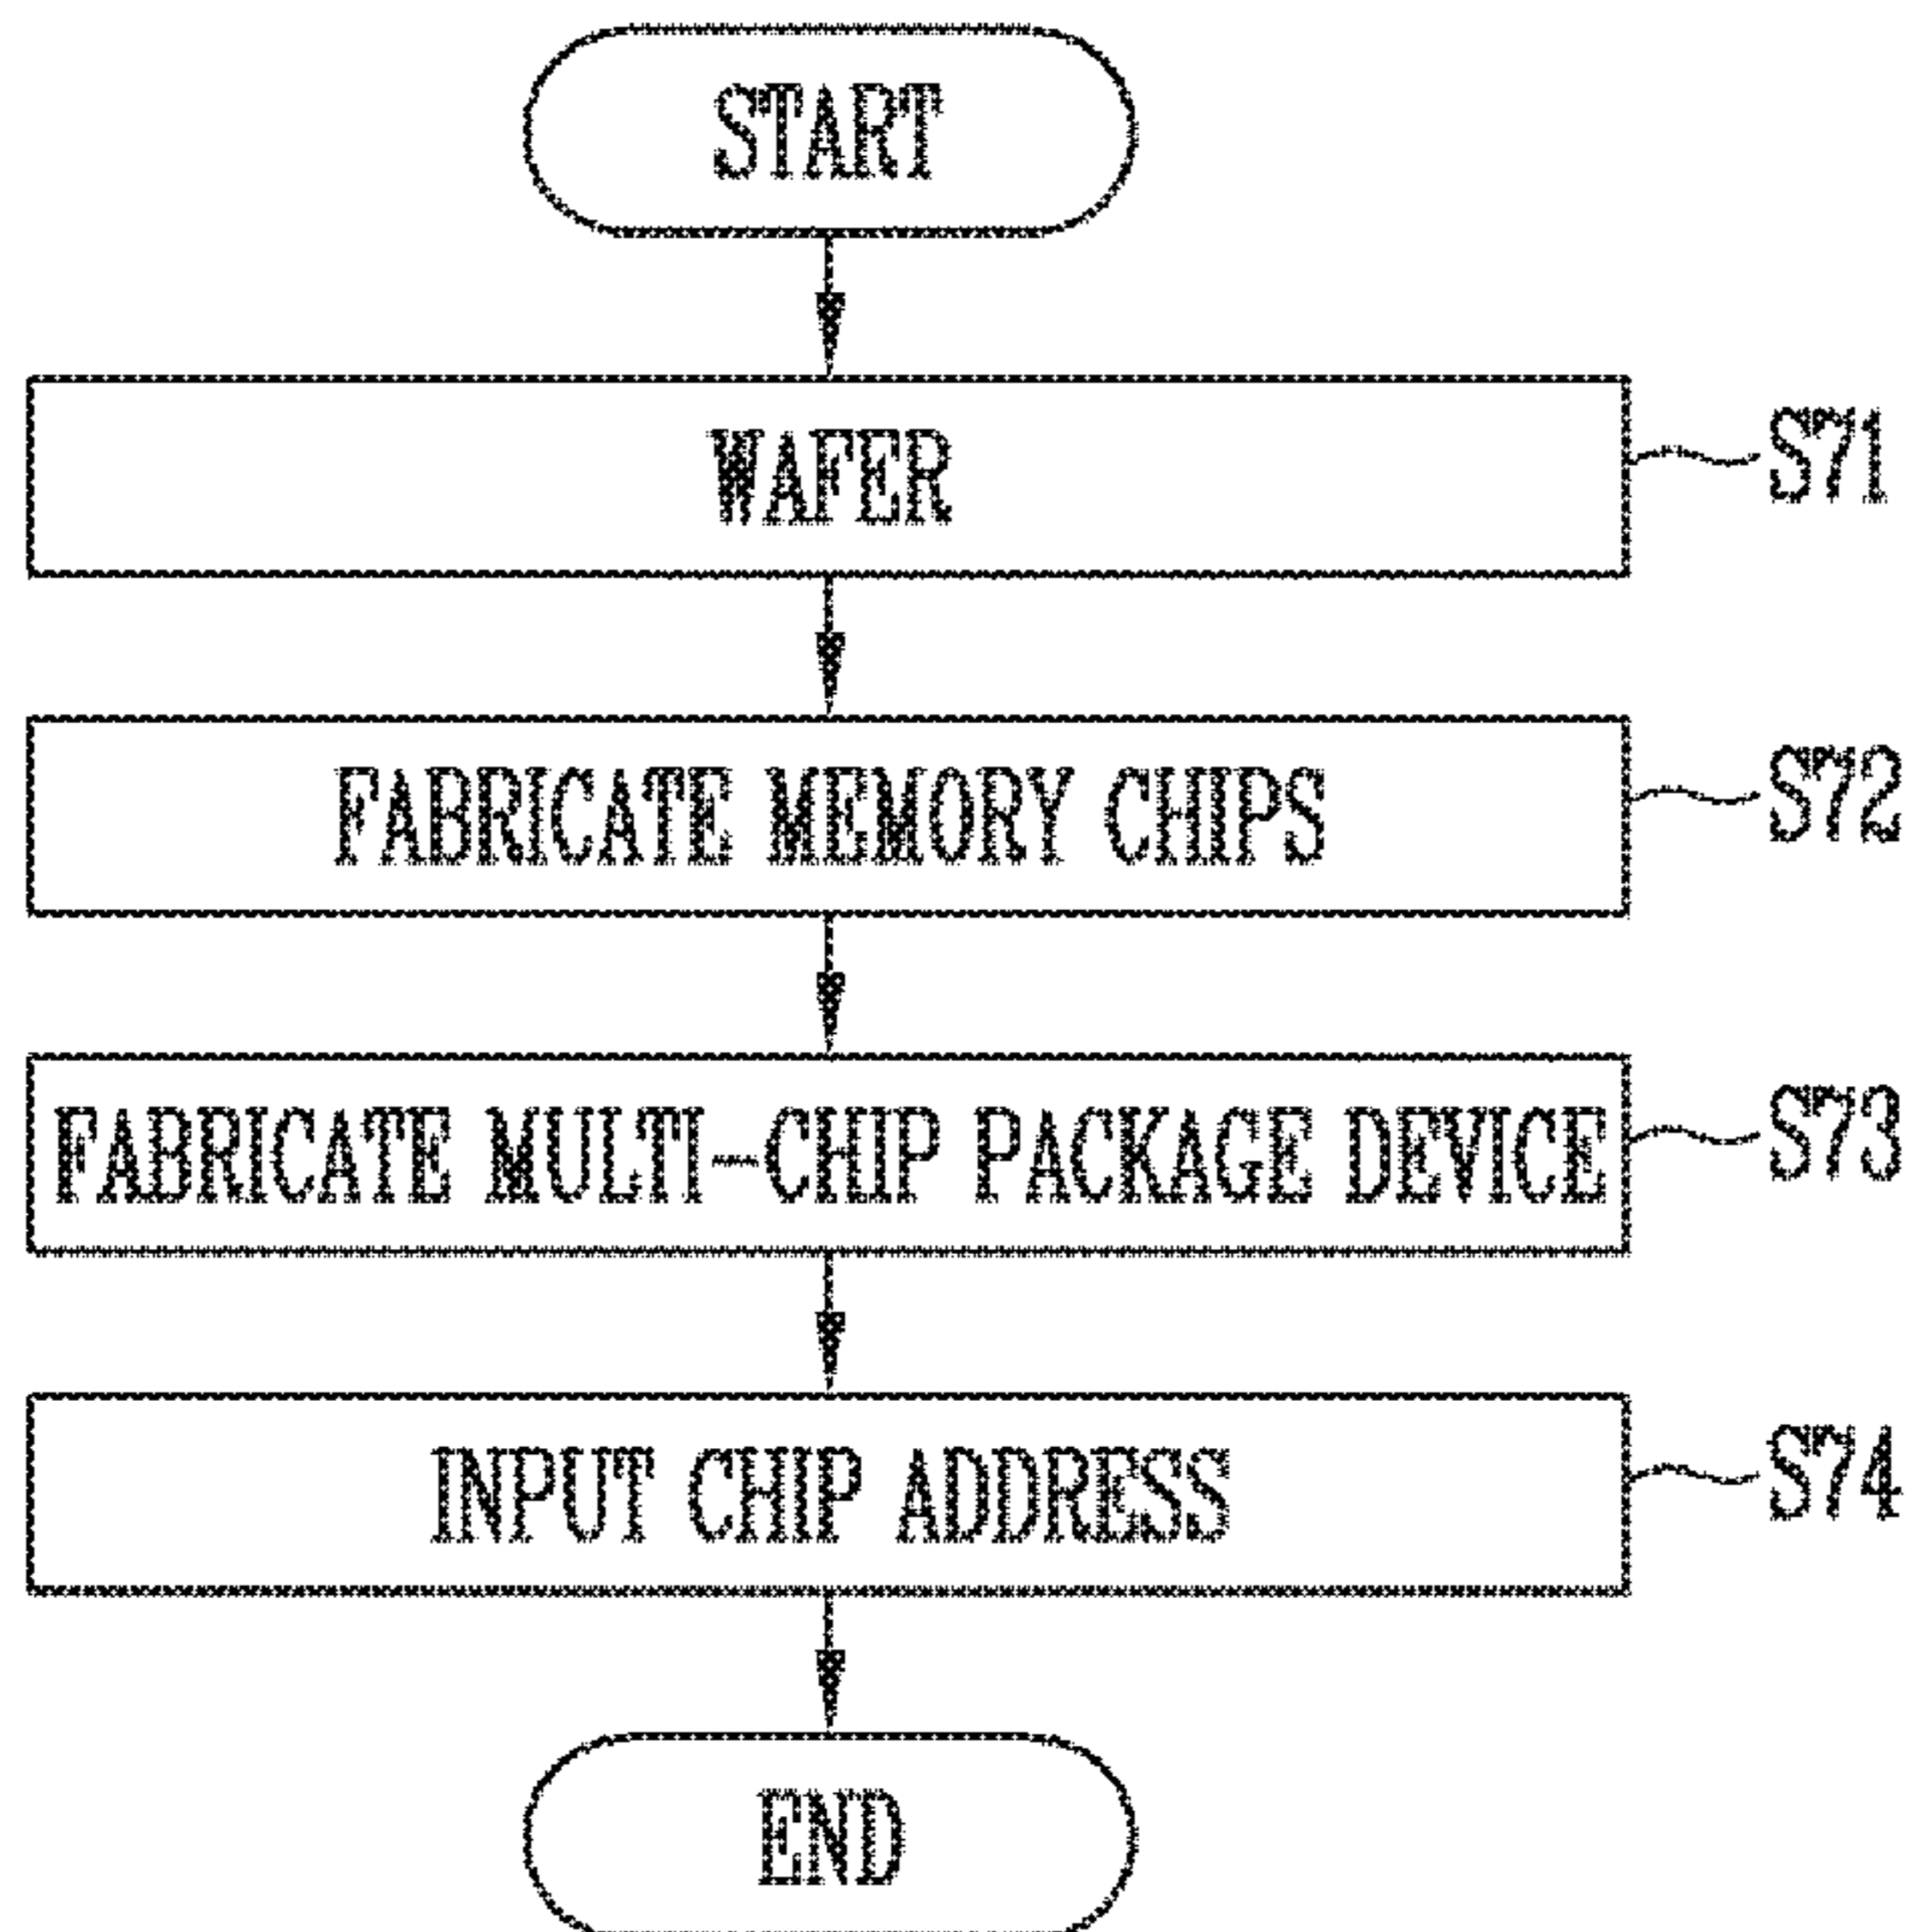 START
WAFER
S71
FABRICATE MEMORY CHIPS
S72
FABRICATE MULTI-CHIP PACKAGE DEVICE
S73
INPUT CHIP ADDRESS
S74
END